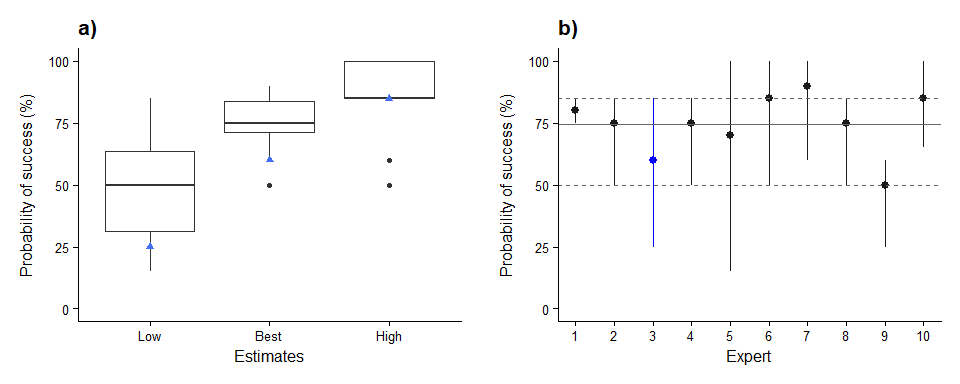 a)
Probability of success (%)
100
75
50
25
0
Low Best High
Estimates
b)
Probability of success (%)
100
75
50
25
0
1 2 3 4 5 6 7 8 9 10
Expert